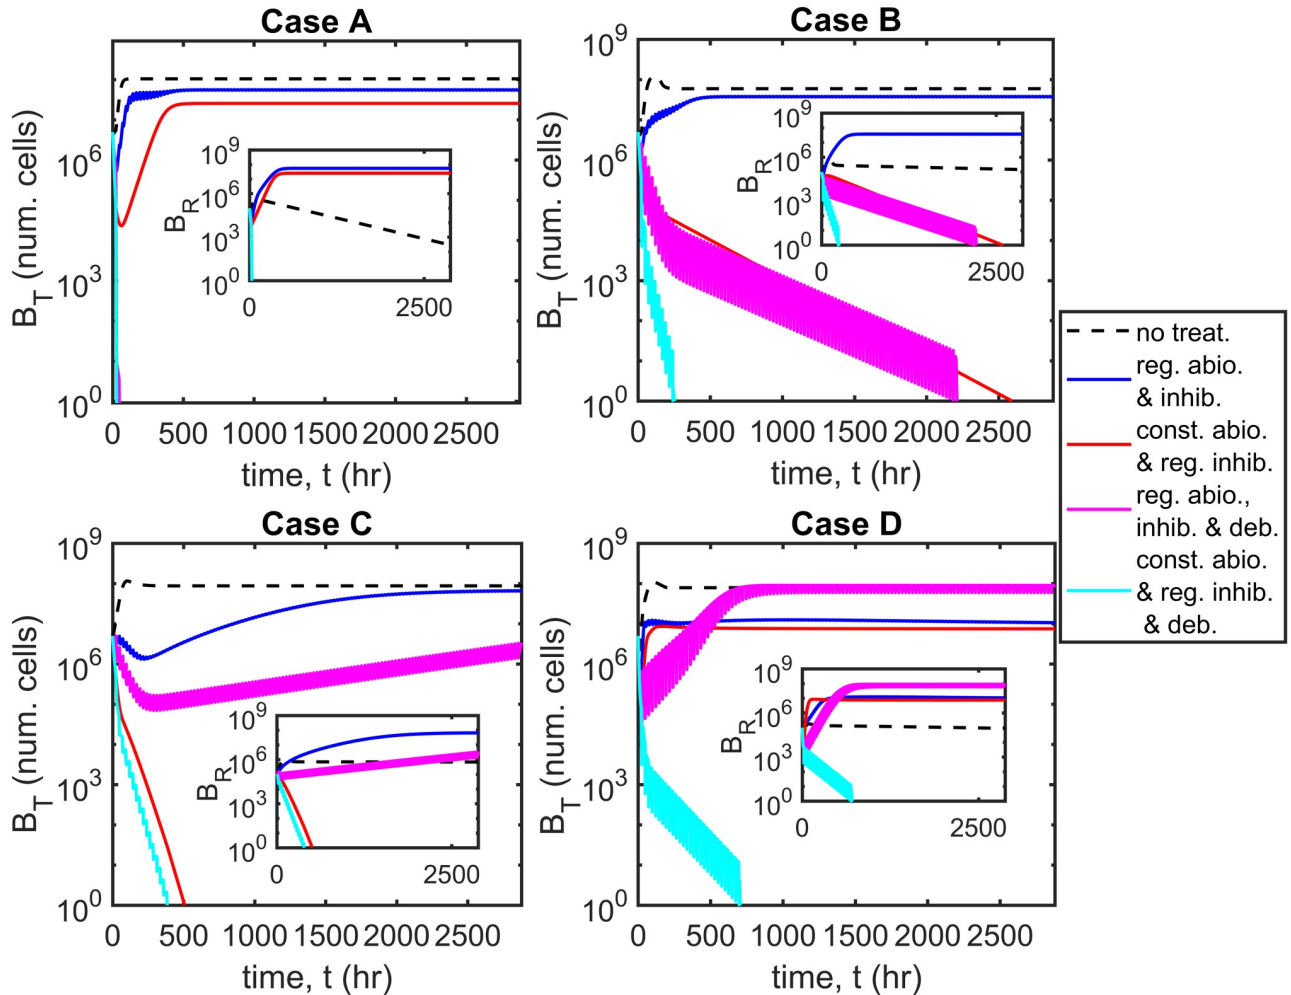 Case A
B_T (num. cells)
10^6
10^3
10^0
0 500 1000 1500 2000 2500
time, t (hr)
B_R
10^9
10^6
10^3
10^0
0 2500
Case B
B_T (num. cells)
10^9
10^6
10^3
10^0
0 500 1000 1500 2000 2500
time, t (hr)
B_R
10^9
10^6
10^3
10^0
0 2500
Case C
B_T (num. cells)
10^9
10^6
10^3
10^0
0 500 1000 1500 2000 2500
time, t (hr)
B_R
10^9
10^6
10^3
10^0
0 2500
Case D
B_T (num. cells)
10^9
10^6
10^3
10^0
0 500 1000 1500 2000 2500
time, t (hr)
B_R
10^9
10^6
10^3
10^0
0 2500
no treat.
reg. abio.
& inhib.
const. abio.
& reg. inhib.
reg. abio.,
inhib. & deb.
const. abio.
& reg. inhib.
& deb.